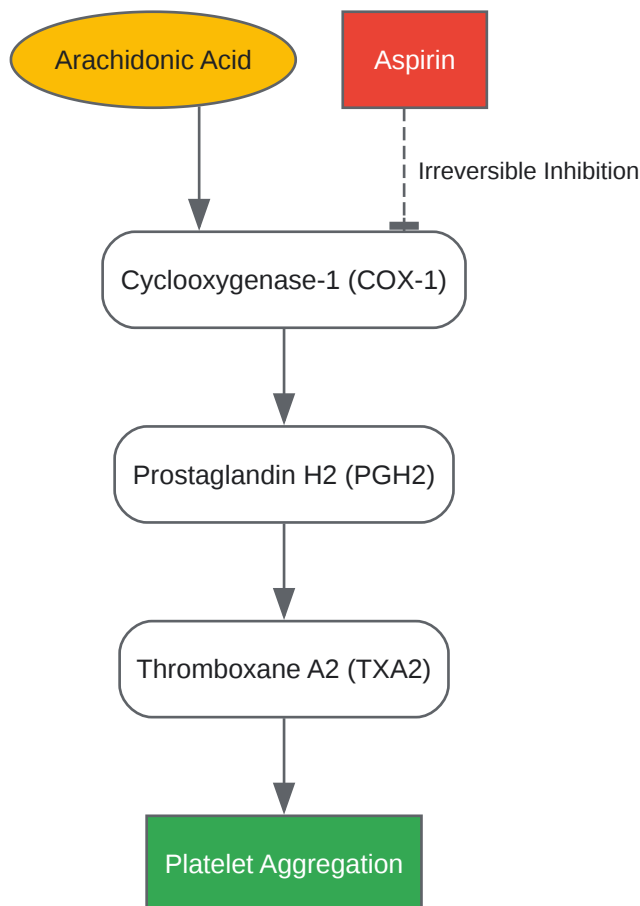 Arachidonic Acid
Aspirin
Irreversible Inhibition
Cyclooxygenase-1 (COX-1)
Prostaglandin H2 (PGH2)
Thromboxane A2 (TXA2)
Platelet Aggregation